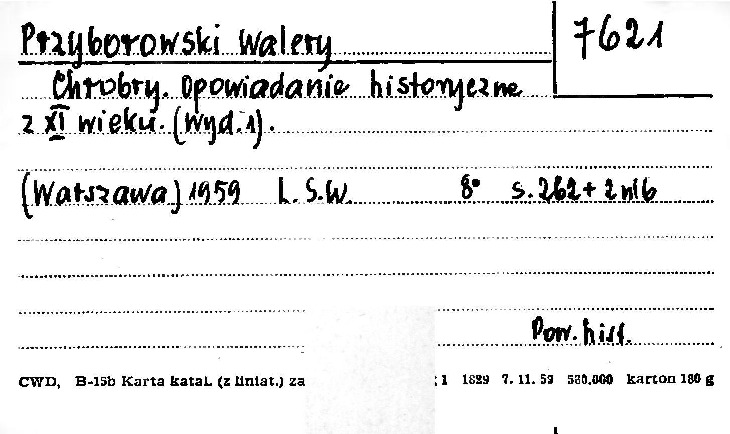 Przyborowski Walery
7621
Chrobry. Opowiadanie historyczne
z XI wieku. (Wyd. 1).
(Warszawa) 1959 L.S.W. 8° s. 262 + 2 nlb
Pow. hist.
CWD, B-15b Karta katal. (z liniat.) za 1 1829 7. 11. 59 580.000 karton 180 g